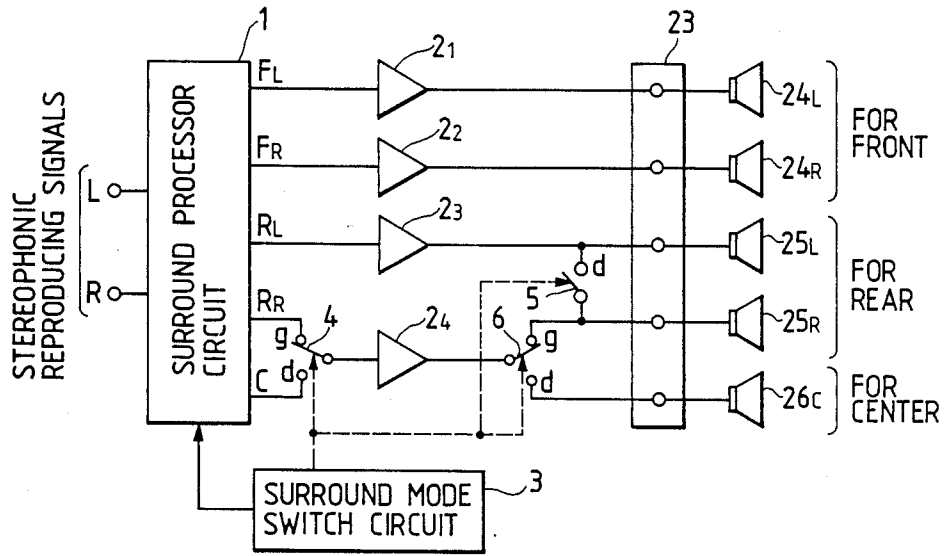 1
STEREOPHONIC
REPRODUCING SIGNALS
L
R
SURROUND PROCESSOR
CIRCUIT
FL
FR
RL
RR
C
21
22
23
24
g
4
d
6
g
d
5
d
23
24L
24R
25L
25R
26C
FOR
FRONT
FOR
REAR
FOR
CENTER
SURROUND MODE
SWITCH CIRCUIT
3